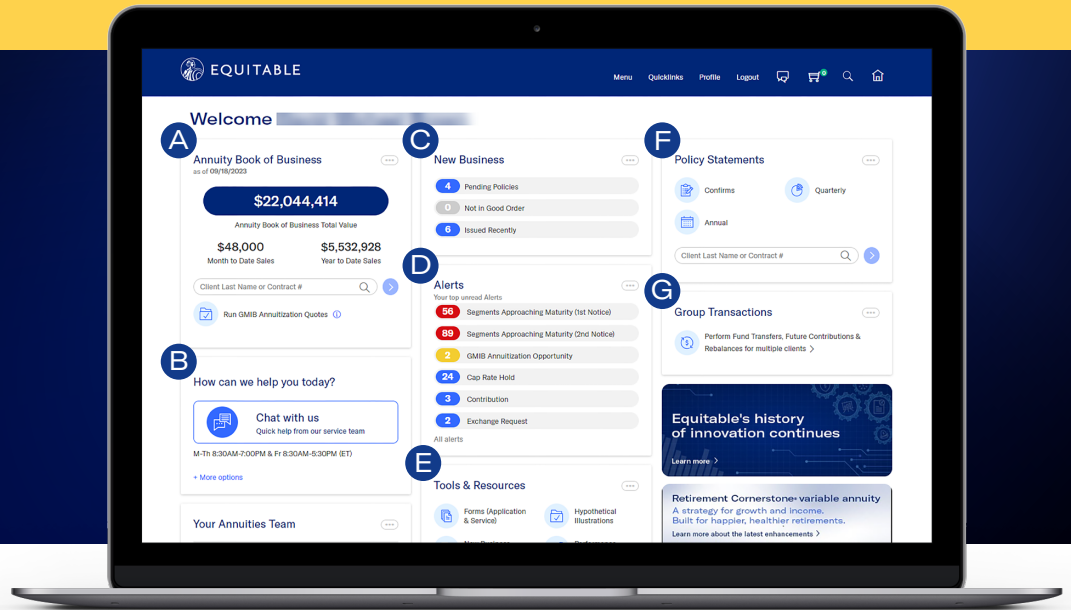 EQUITABLE
Menu Quicklinks Profile Logout
0
Welcome
A
Annuity Book of Business
as of 09/18/2023
$22,044,414
Annuity Book of Business Total Value
$48,000 $5,532,928
Month to Date Sales Year to Date Sales
Client Last Name or Contract #
Run GMIB Annuitization Quotes
B
How can we help you today?
Chat with us
Quick help from our service team
M-Th 8:30AM-7:00PM & Fr 8:30AM-5:30PM (ET)
+ More options
Your Annuities Team
C
New Business
4 Pending Policies
0 Not in Good Order
6 Issued Recently
D
Alerts
Your top unread Alerts
56 Segments Approaching Maturity (1st Notice)
89 Segments Approaching Maturity (2nd Notice)
2 GMIB Annuitization Opportunity
24 Cap Rate Hold
3 Contribution
2 Exchange Request
All alerts
E
Tools & Resources
Forms (Application
& Service)
Hypothetical
Illustrations
F
Policy Statements
Confirms Quarterly
Annual
Client Last Name or Contract #
G
Group Transactions
Perform Fund Transfers, Future Contributions &
Rebalances for multiple clients >
Equitable's history
of innovation continues
Learn more >
Retirement Cornerstone® variable annuity
A strategy for growth and income.
Built for happier, healthier retirements.
Learn more about the latest enhancements >